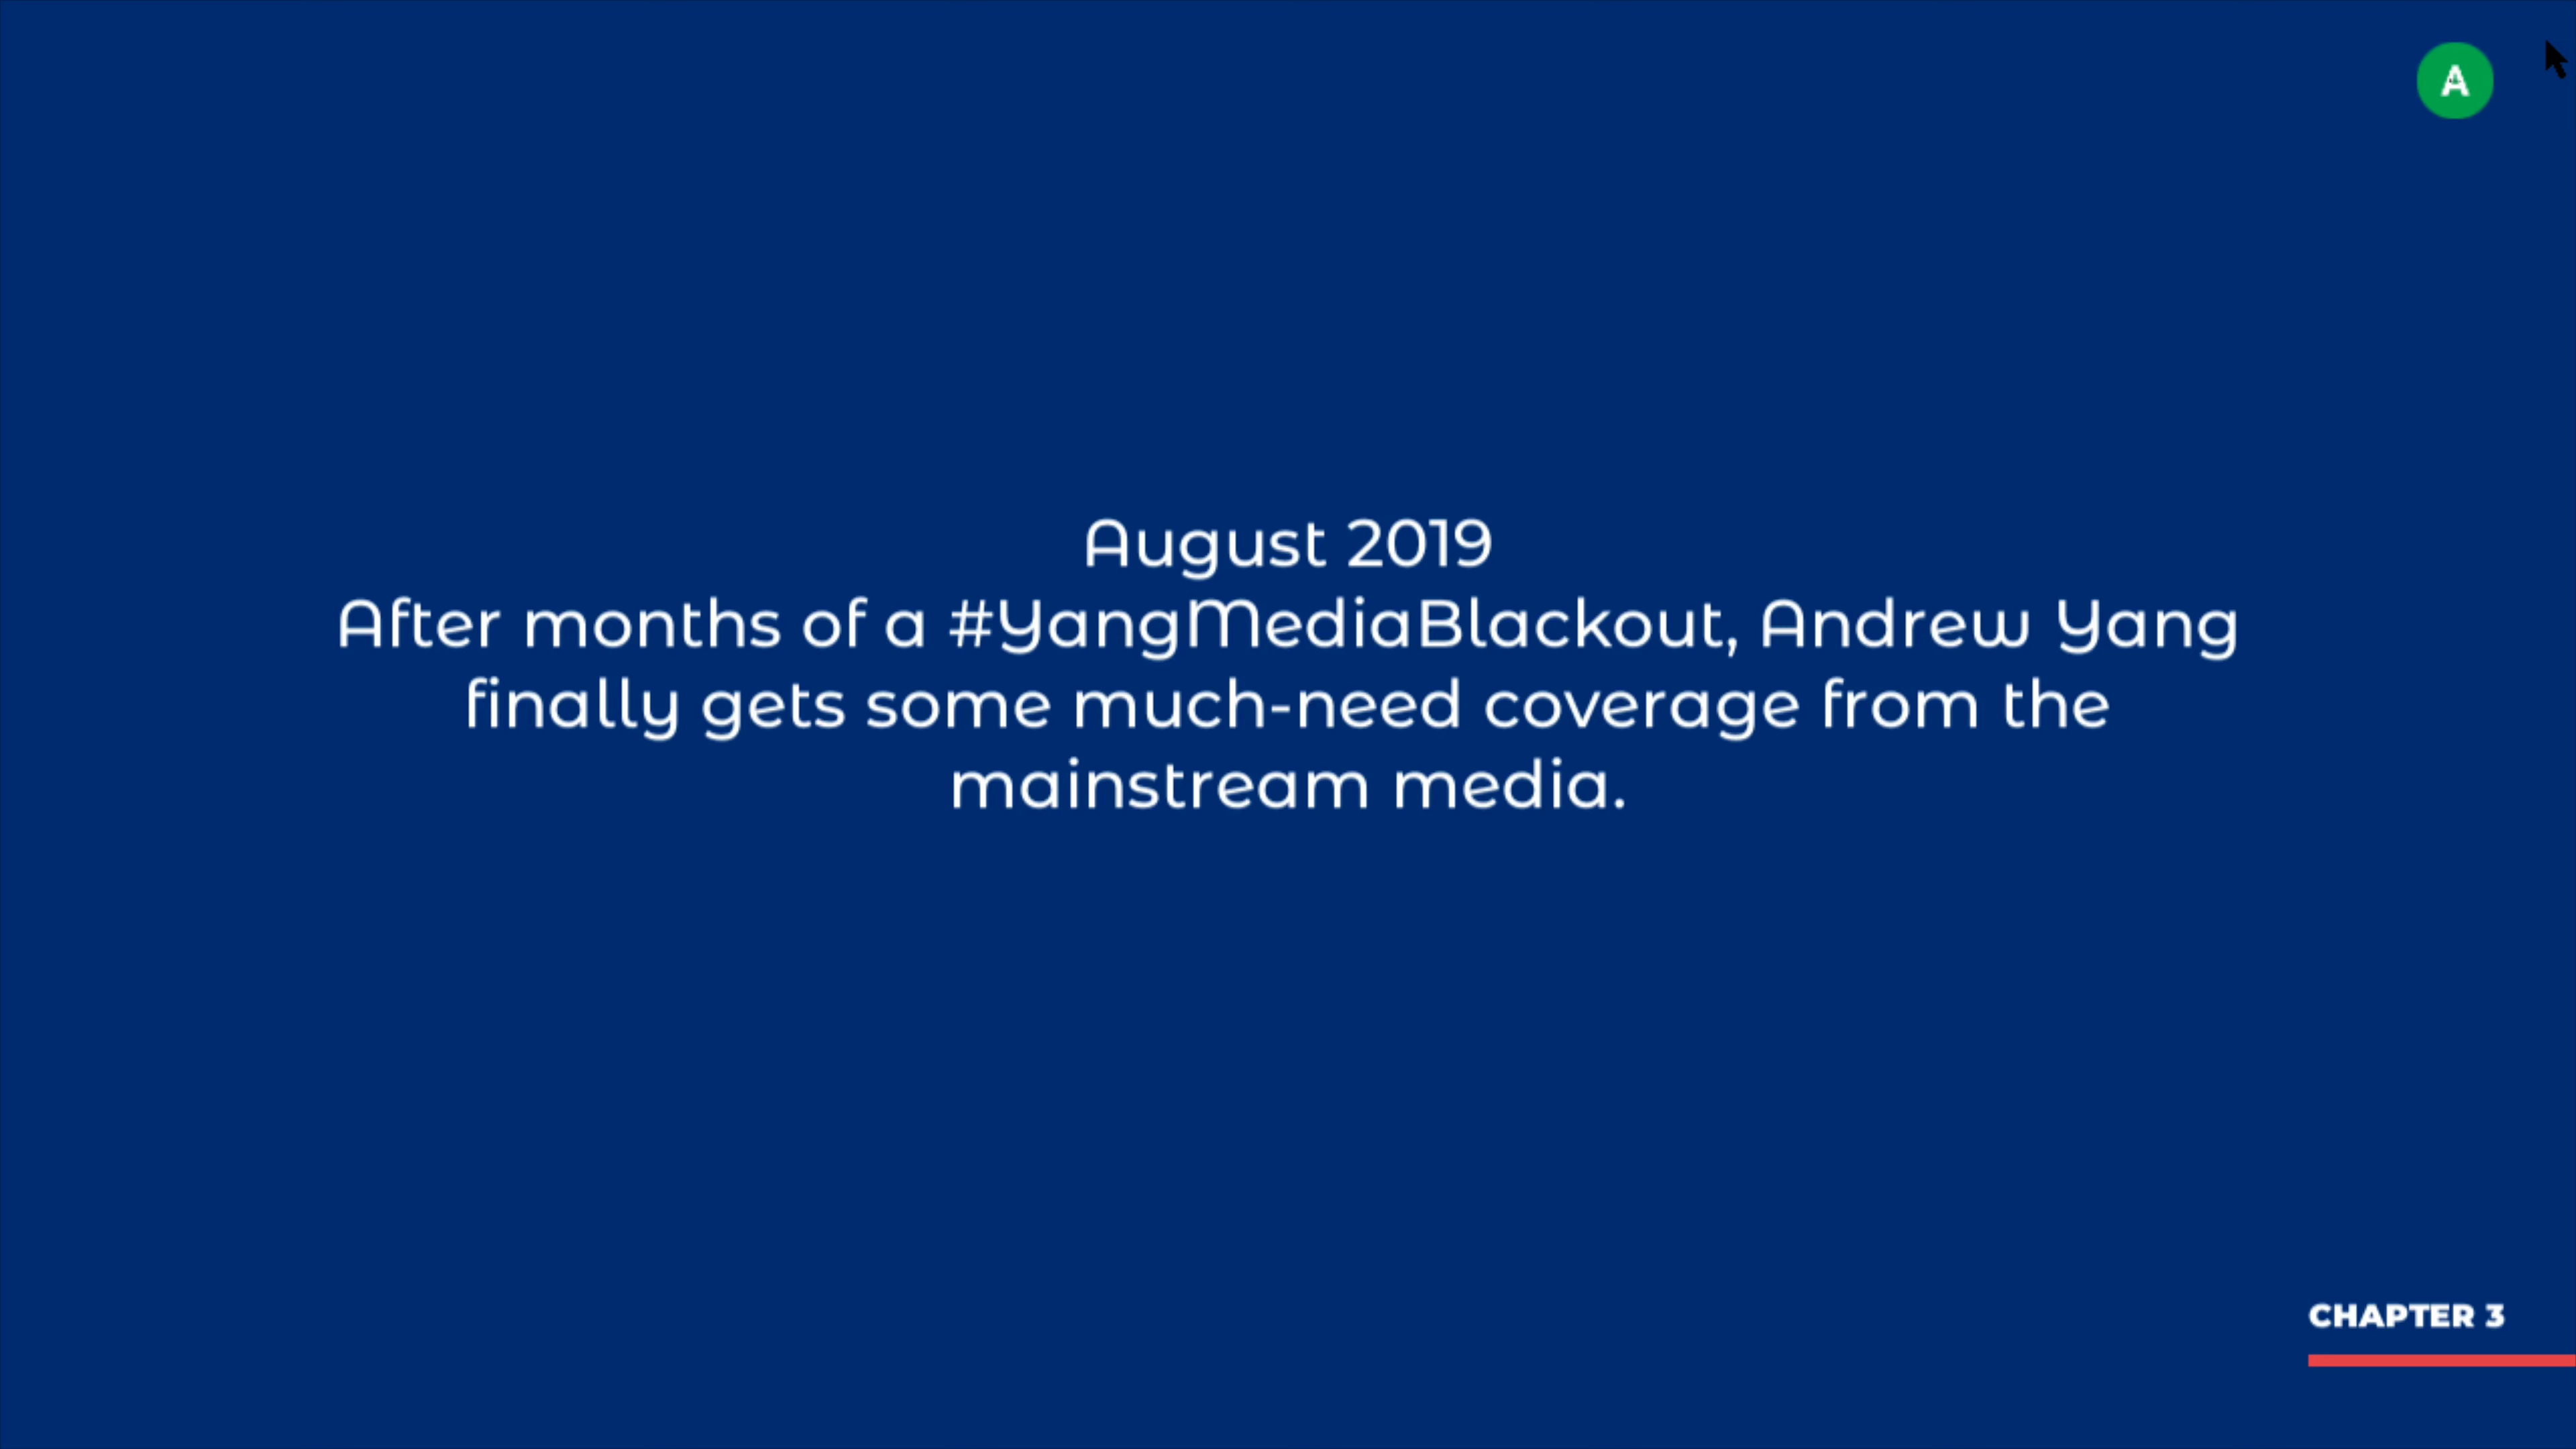 A
August 2019
After months of a #YangMediaBlackout, Andrew Yang
finally gets some much-need coverage from the
mainstream media.
CHAPTER 3